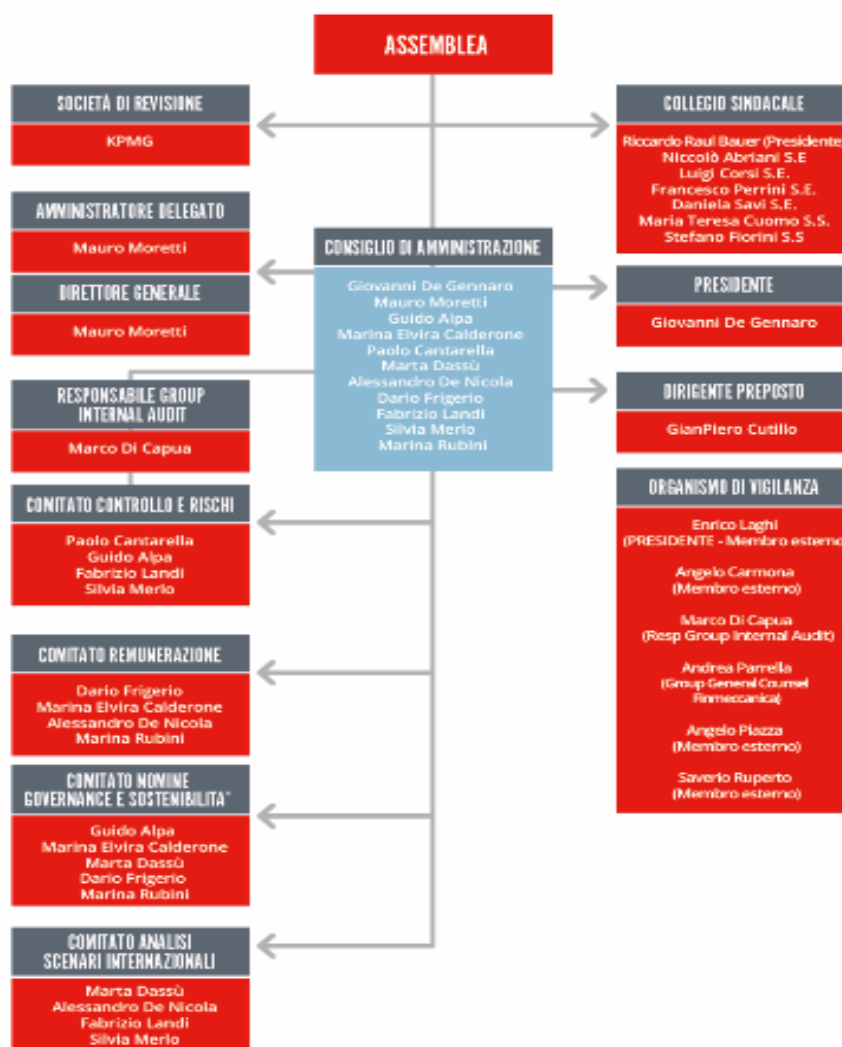 ASSEMBLEA
SOCIETÀ DI REVISIONE
KPMG
COLLEGIO SINDACALE
Riccardo Raul Bauer (Presidente
Niccolò Abriani S.E
Luigi Corsi S.E.
Francesco Perrini S.E.
Daniela Savi S.E.
Maria Teresa Cuomo S.S.
Stefano Fiorini S.S
AMMINISTRATORE DELEGATO
Mauro Moretti
DIRETTORE GENERALE
Mauro Moretti
CONSIGLIO DI AMMINISTRAZIONE
Giovanni De Gennaro
Mauro Moretti
Guido Alpa
Marina Elvira Calderone
Paolo Cantarella
Marta Dassù
Alessandro De Nicola
Dario Frigerio
Fabrizio Landi
Silvia Merlo
Marina Rubini
PRESIDENTE
Giovanni De Gennaro
RESPONSABILE GROUP
INTERNAL AUDIT
Marco Di Capua
DIRIGENTE PREPOSTO
GianPiero Cutillo
COMITATO CONTROLLO E RISCHI
Paolo Cantarella
Guido Alpa
Fabrizio Landi
Silvia Merlo
ORGANISMO DI VIGILANZA
Enrico Laghi
(PRESIDENTE - Membro esterno
Angelo Carmona
(Membro esterno)
Marco Di Capua
(Resp Group Internal Audit)
Andrea Parrella
(Group General Counsel
Finmeccanica)
Angelo Piazza
(Membro esterno)
Saverio Ruperto
(Membro esterno)
COMITATO REMUNERAZIONE
Dario Frigerio
Marina Elvira Calderone
Alessandro De Nicola
Marina Rubini
COMITATO NOMINE
GOVERNANCE E SOSTENIBILITA'
Guido Alpa
Marina Elvira Calderone
Marta Dassù
Dario Frigerio
Marina Rubini
COMITATO ANALISI
SCENARI INTERNAZIONALI
Marta Dassù
Alessandro De Nicola
Fabrizio Landi
Silvia Merlo